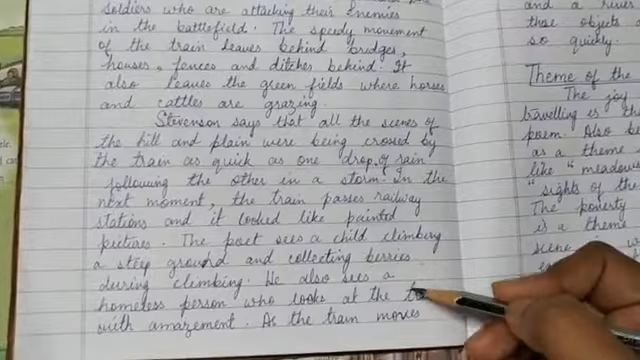 soldiers who are attacking their enemies
in the battlefield. The speedy movement
of the train leaves behind bridges,
houses, fences and ditches behind. It
also leaves the green fields where horses
and cattles are grazing.
Stevenson says that all the scenes of
the hill and plain were being crossed by
the train as quick as one drop of rain
following the other in a storm. In the
next moment, the train passes railway
stations and it looked like painted
pictures. The poet sees a child climbing
a steep ground and collecting berries
during climbing. He also sees a
homeless person who looks at the
with amazement. As the train moves
and a river
these objects
so quickly.
Theme of the
The joy
travelling is the
poem. Also be
as a theme
like "meadows
"sights of the
The poverty
is a theme
scene